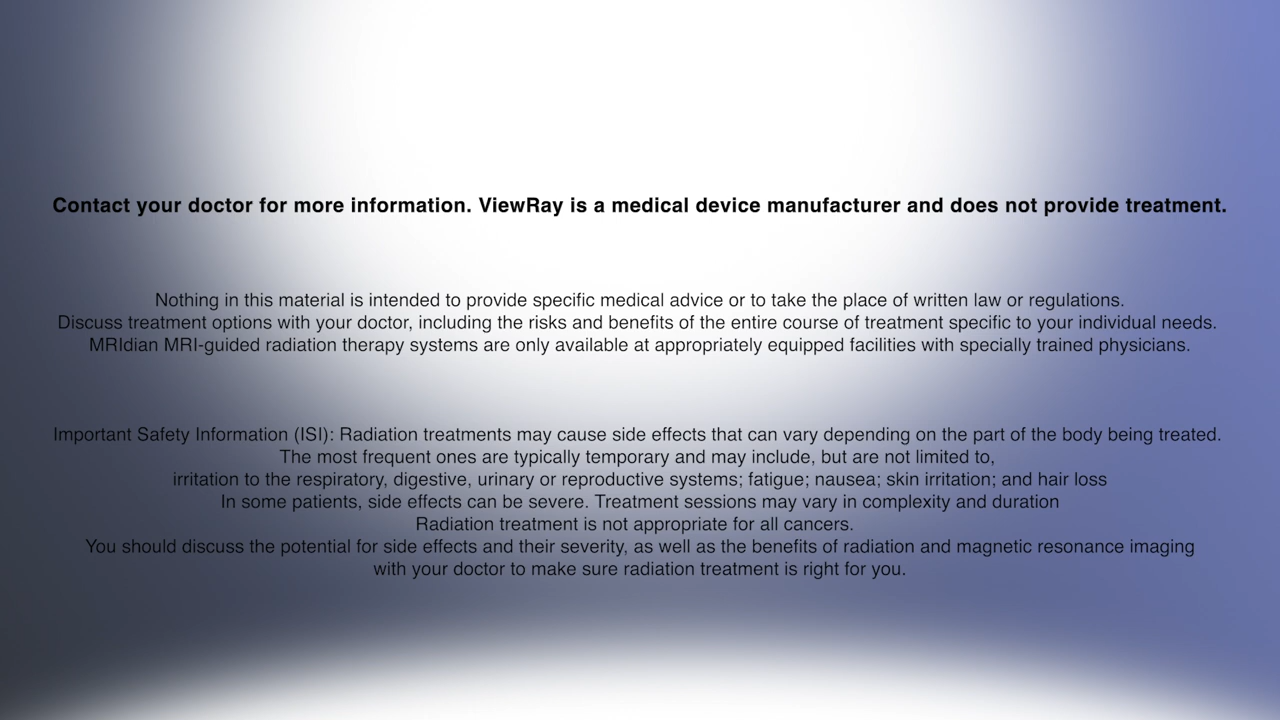 Contact your doctor for more information. ViewRay is a medical device manufacturer and does not provide treatment.
Nothing in this material is intended to provide specific medical advice or to take the place of written law or regulations.
Discuss treatment options with your doctor, including the risks and benefits of the entire course of treatment specific to your individual needs.
MRIdian MRI-guided radiation therapy systems are only available at appropriately equipped facilities with specially trained physicians.
Important Safety Information (ISI): Radiation treatments may cause side effects that can vary depending on the part of the body being treated.
The most frequent ones are typically temporary and may include, but are not limited to,
irritation to the respiratory, digestive, urinary or reproductive systems; fatigue; nausea; skin irritation; and hair loss
In some patients, side effects can be severe. Treatment sessions may vary in complexity and duration
Radiation treatment is not appropriate for all cancers.
You should discuss the potential for side effects and their severity, as well as the benefits of radiation and magnetic resonance imaging
with your doctor to make sure radiation treatment is right for you.